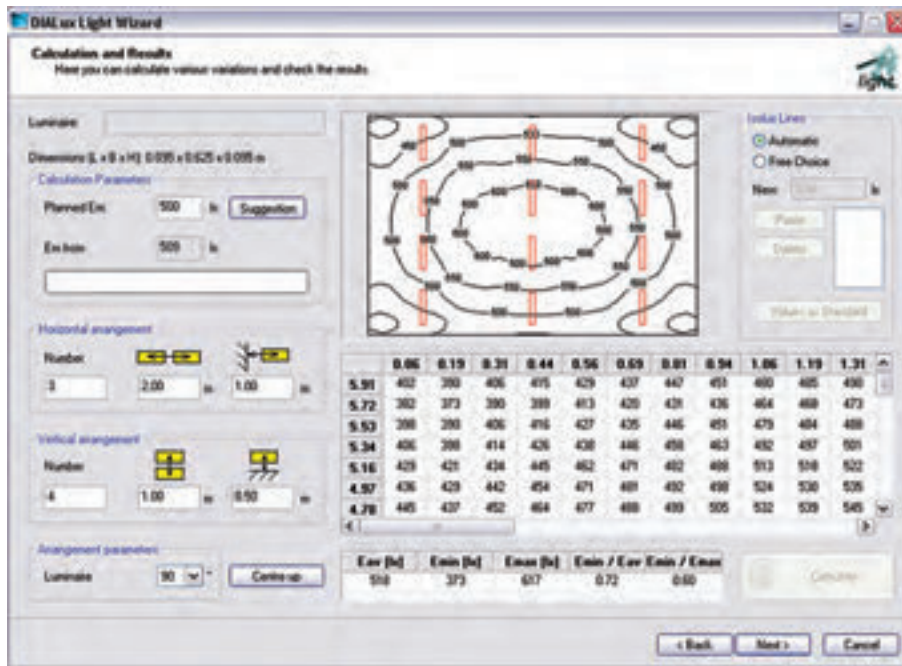 DIALux Light Wizard
Calculation and Results
Here you can calculate various variations and check the results.
light
Luminaire
Dimensions (L x B x H): 0.095 x 0.625 x 0.095 m
Calculation Parameters
Planned Em: 500 lx Suggestion
509 lx
Horizontal arrangement
Number
3 2.00 m 1.00 m
Vertical arrangement
Number
4 1.00 m 0.50 m
Arrangement parameters
Luminaire 90 ° Centre up
Isolux Lines
Automatic
Free Choice
New: lx
Paste
Delete
Values as Standard
0.06 0.19 0.31 0.44 0.56 0.69 0.81 0.94 1.06 1.19 1.31
5.91 402 390 406 415 429 437 447 451 480 485 490
5.72 382 373 390 399 413 420 431 436 464 468 473
5.53 398 390 406 416 427 435 446 451 479 484 488
5.34 406 398 414 426 438 446 458 463 492 497 501
5.16 429 421 434 445 462 471 482 488 513 518 522
4.97 436 429 442 454 471 481 492 498 524 530 535
4.78 445 437 452 464 477 488 499 505 532 539 545
Eav [lx] Emin [lx] Emax [lx] Emin / Eav Emin / Emax
518 373 617 0.72 0.60
Calculate
< Back Next > Cancel